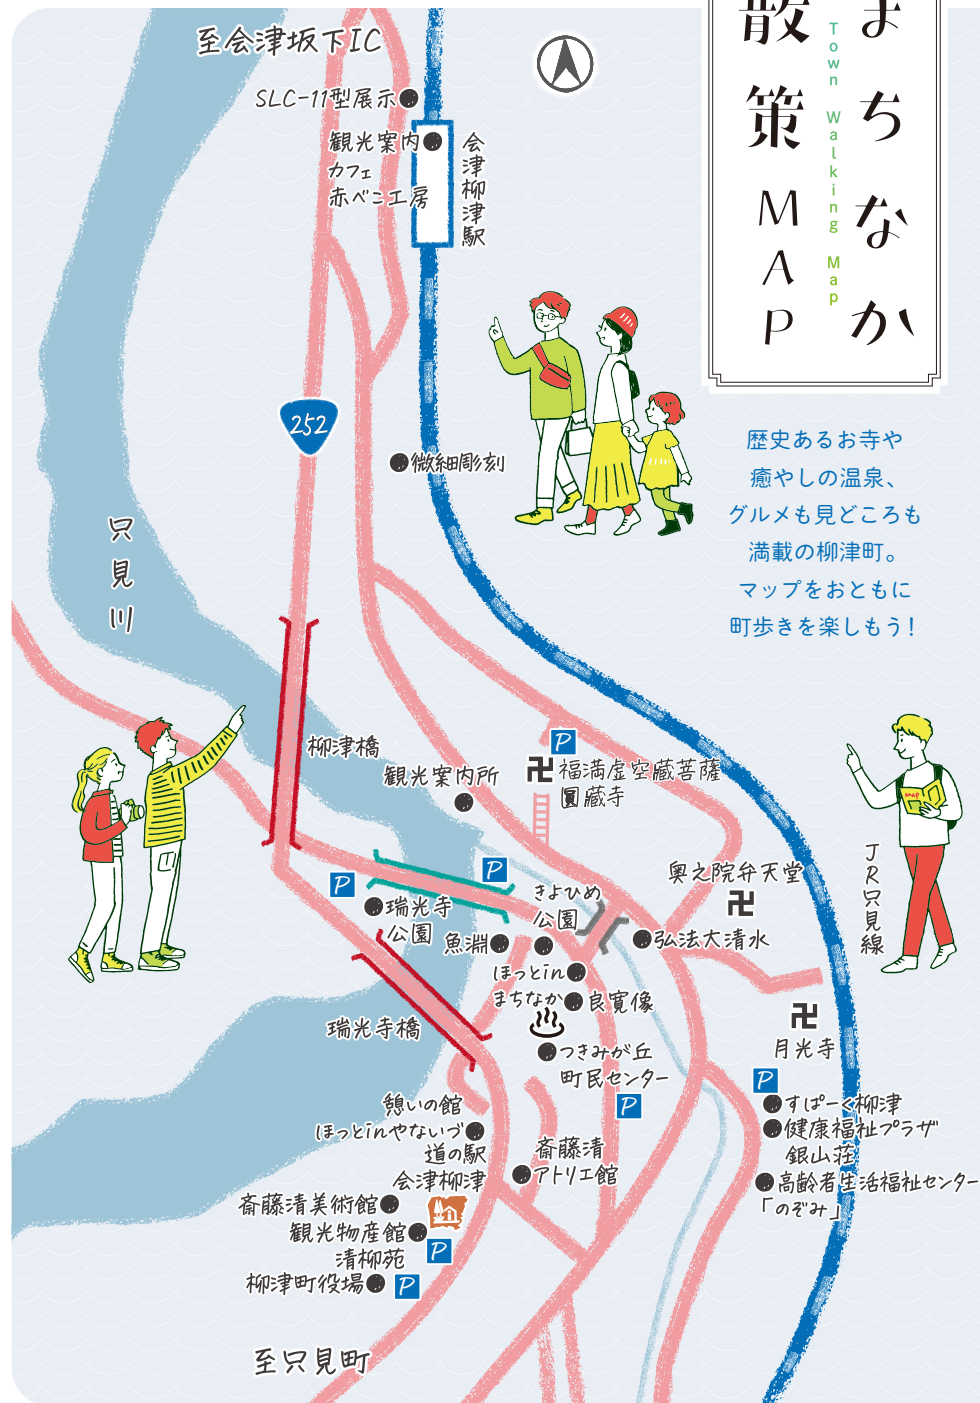 まちなか
散策MAP
Town Walking Map
歴史あるお寺や
癒やしの温泉、
グルメも見どころも
満載の柳津町。
マップをおともに
町歩きを楽しもう!
至会津坂下IC
SLC-11型展示
観光案内
カフェ
赤べこ工房
会津柳津駅
252
微細彫刻
只見川
柳津橋
観光案内所
P
福満虚空藏菩薩
圓藏寺
P
P
瑞光寺
公園
きよひめ
公園
魚淵
奥之院弁天堂
弘法大清水
JR只見線
MAP
ほっとin
まちなか
良寛像
瑞光寺橋
つきみが丘
町民センター
P
月光寺
P
すぱーく柳津
健康福祉プラザ
銀山荘
高齢者生活福祉センター
「のぞみ」
憩いの館
ほっとinやないづ
道の駅
会津柳津
斎藤清
アトリエ館
斎藤清美術館
観光物産館
清柳苑
P
柳津町役場
P
至只見町